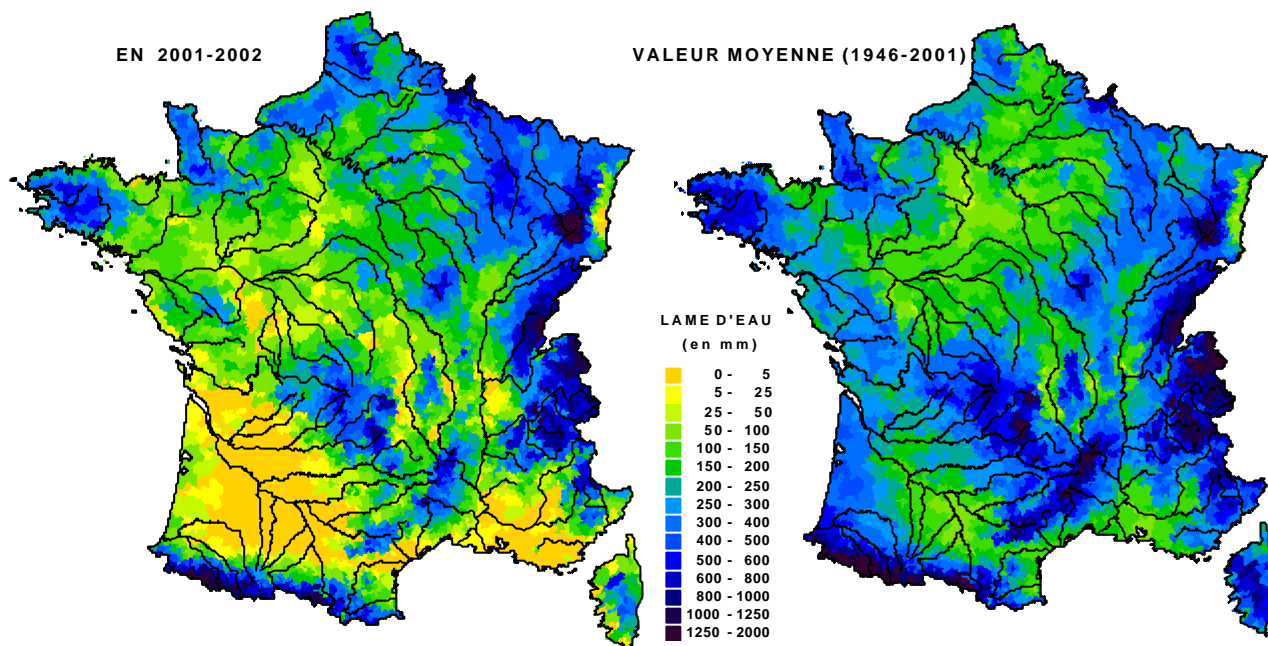 EN 2001-2002
VALEUR MOYENNE (1946-2001)
LAME D'EAU
(en mm)
0 - 5
5 - 25
25 - 50
50 - 100
100 - 150
150 - 200
200 - 250
250 - 300
300 - 400
400 - 500
500 - 600
600 - 800
800 - 1000
1000 - 1250
1250 - 2000